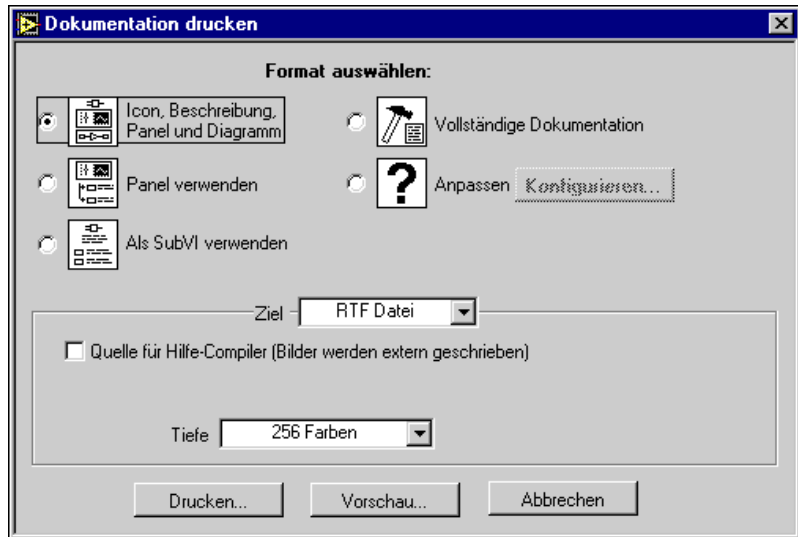 Dokumentation drucken
Format auswählen:
Icon, Beschreibung,
Panel und Diagramm
Vollständige Dokumentation
Panel verwenden
Anpassen
Konfigurieren...
Als SubVI verwenden
Ziel
RTF Datei
Quelle für Hilfe-Compiler (Bilder werden extern geschrieben)
Tiefe
256 Farben
Drucken...
Vorschau...
Abbrechen